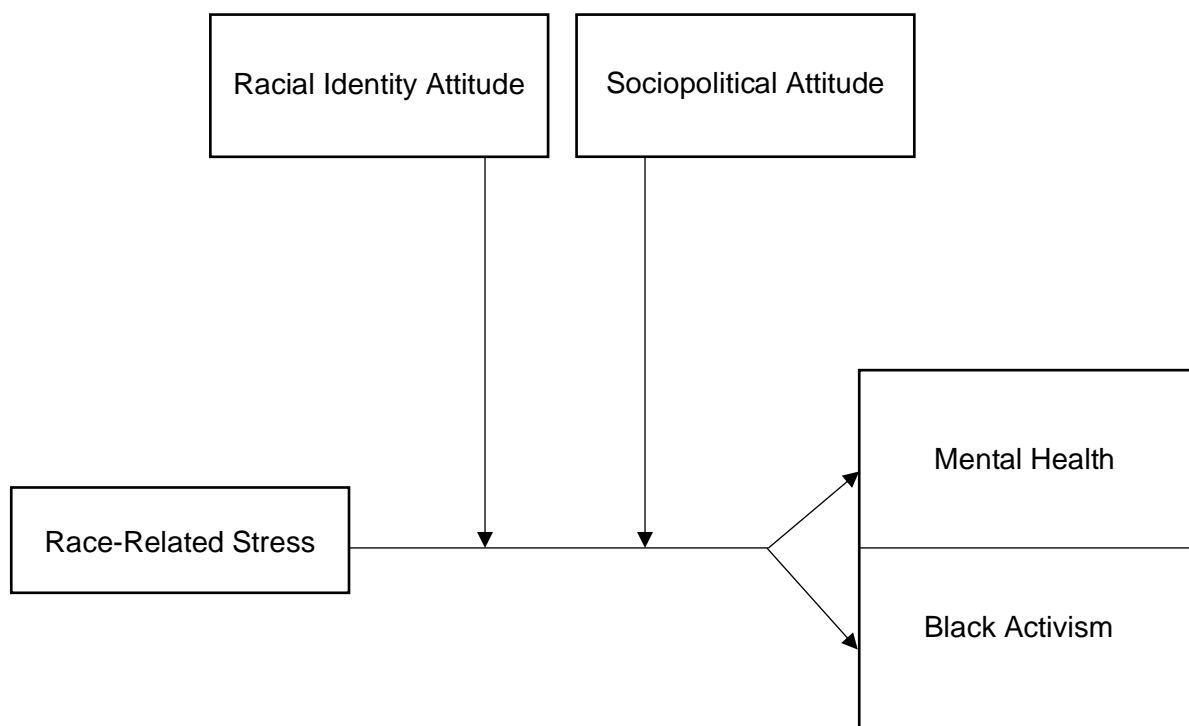 Racial Identity Attitude
Sociopolitical Attitude
Mental Health
Race-Related Stress
Black Activism